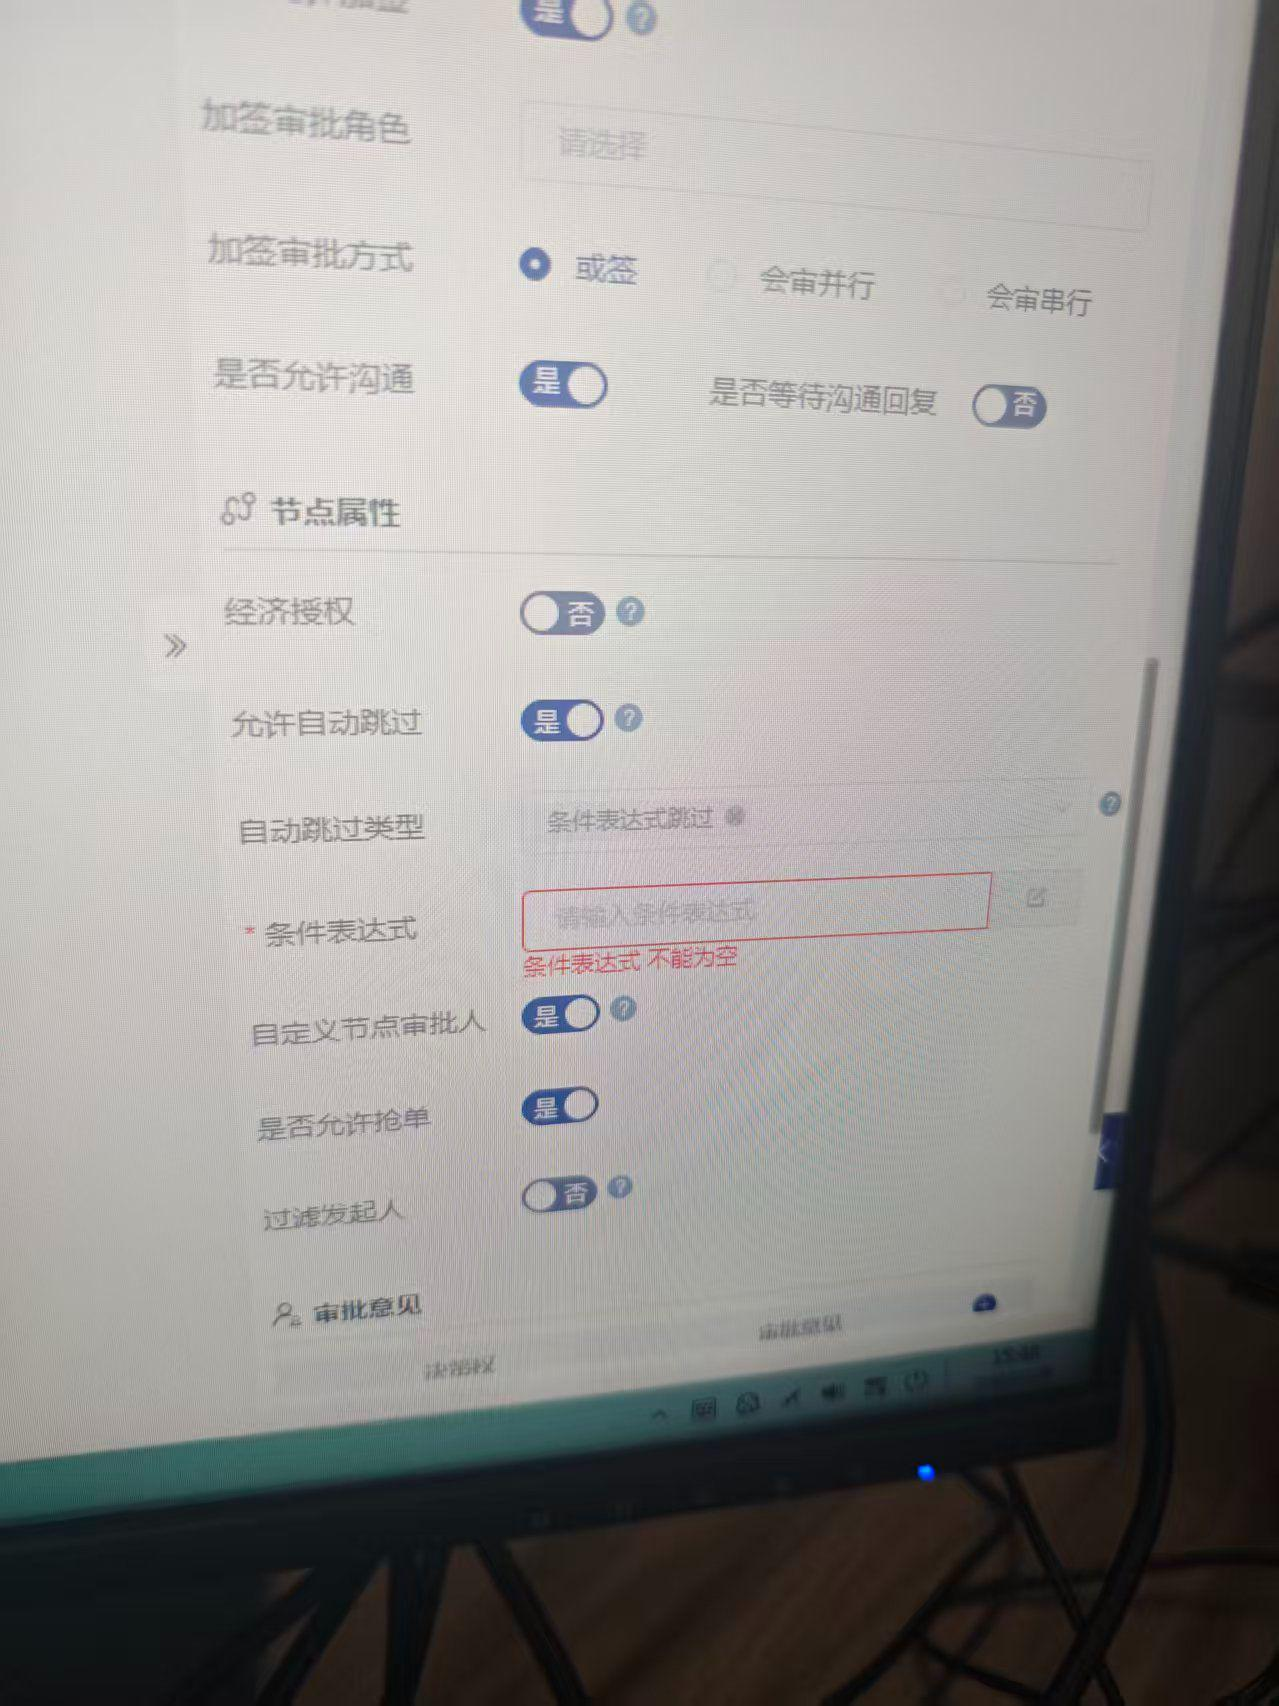 是
加签审批角色 请选择
加签审批方式 或签 会审并行 会审串行
是否允许沟通 是 是否等待沟通回复 否
节点属性
经济授权 否
允许自动跳过 是
自动跳过类型 条件表达式跳过
* 条件表达式 请输入条件表达式
条件表达式 不能为空
自定义节点审批人 是
是否允许抢单 是
过滤发起人 否
审批意见
审批意见